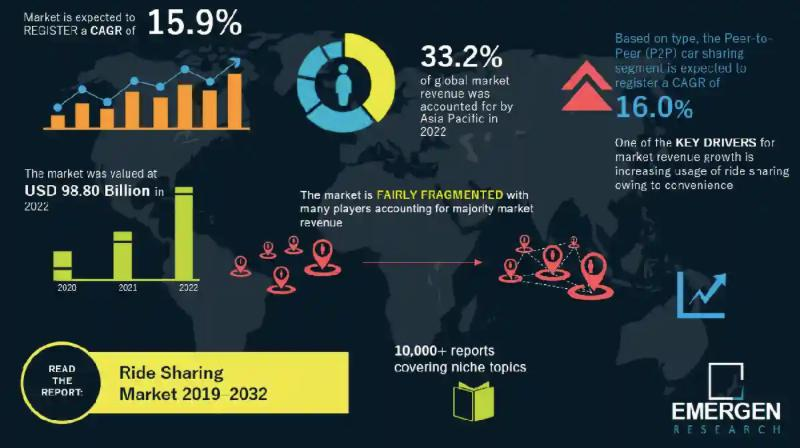 Market is expected to
REGISTER a CAGR of
15.9%
33.2%
of global market
revenue was
accounted for by
Asia Pacific in
2022
Based on type, the Peer-to-
Peer (P2P) car sharing
segment is expected to
register a CAGR of
16.0%
One of the KEY DRIVERS for
market revenue growth is
increasing usage of ride sharing
owing to convenience
The market was valued at
USD 98.80 Billion in
2022
2020
2021
2022
The market is FAIRLY FRAGMENTED with
many players accounting for majority market
revenue
READ
THE
REPORT:
Ride Sharing
Market 2019-2032
10,000+ reports
covering niche topics
EMERGEN
RESEARCH